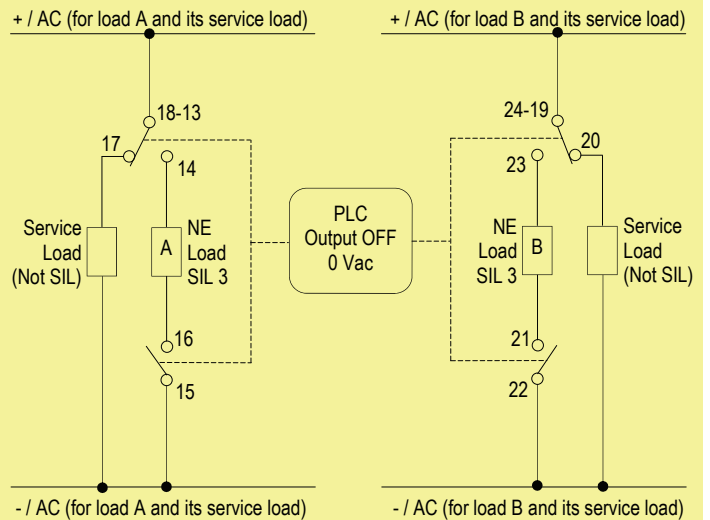 + / AC (for load A and its service load)
+ / AC (for load B and its service load)
18-13
17
14
Service
Load
(Not SIL)
A
NE
Load
SIL 3
16
15
PLC
Output OFF
0 Vac
24-19
20
23
NE
Load
SIL 3
B
Service
Load
(Not SIL)
21
22
- / AC (for load A and its service load)
- / AC (for load B and its service load)